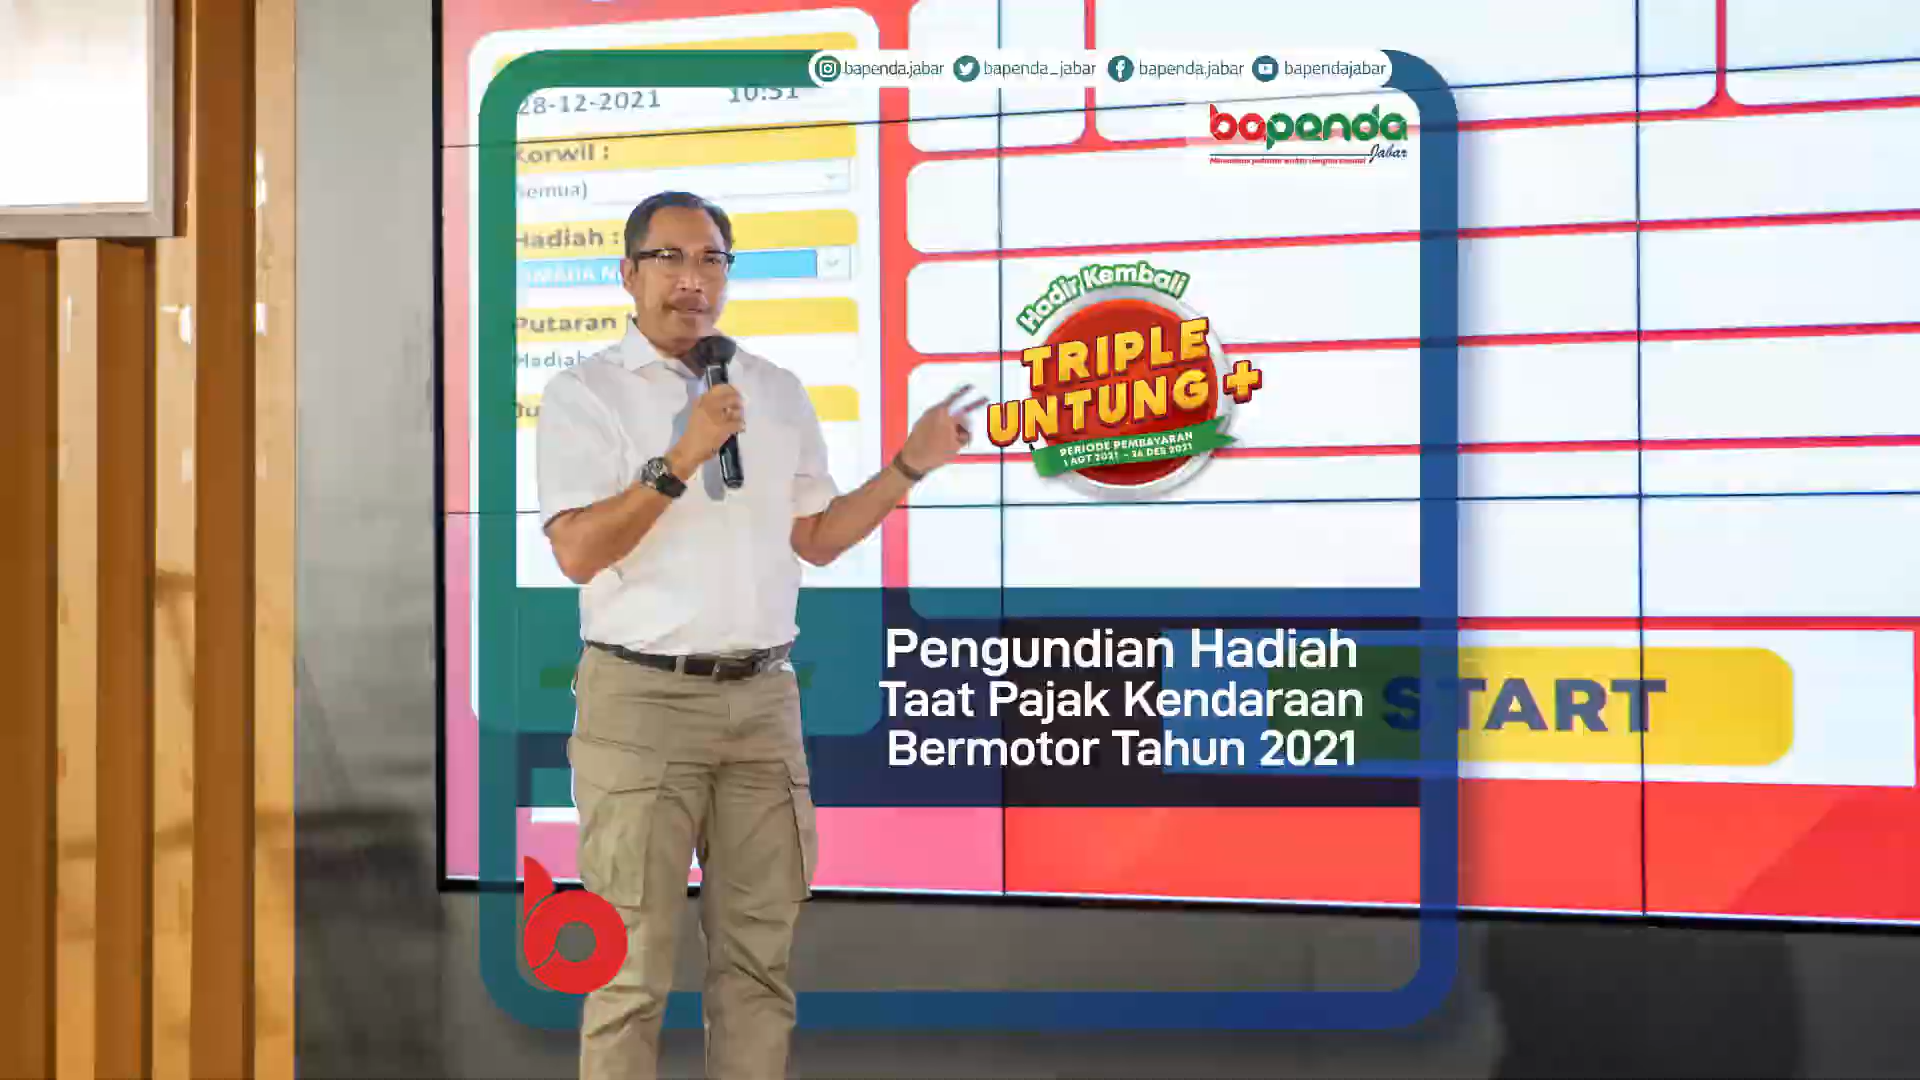 bapenda.jabar bapenda_jabar bapenda.jabar bapendajabar
bapenda
Jabar
28-12-2021 10:51
Korwil :
Semua)
Hadiah :
Putaran
Hadiah
Hadir Kembali
TRIPLE
UNTUNG +
PERIODE PEMBAYARAN
1 AGT 2021 - 24 DES 2021
Pengundian Hadiah
Taat Pajak Kendaraan
Bermotor Tahun 2021
START